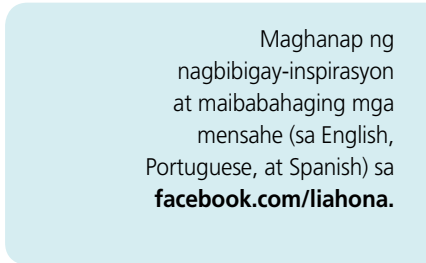 Maghanap ng
nagbibigay-inspirasyon
at maibabahaging mga
mensahe (sa English,
Portuguese, at Spanish) sa
facebook.com/liahona.